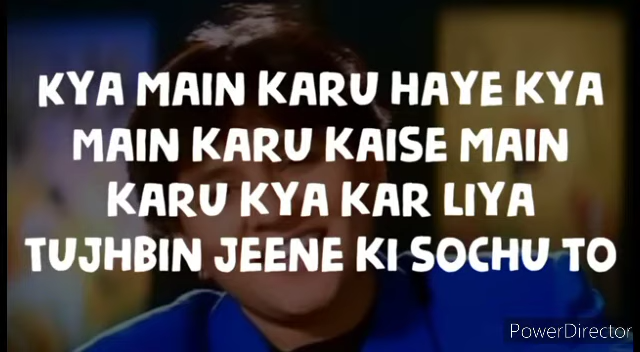 KYA MAIN KARU HAYE KYA
MAIN KARU KAISE MAIN
KARU KYA KAR LIYA
TUJHBIN JEENE KI SOCHU TO
PowerDirector